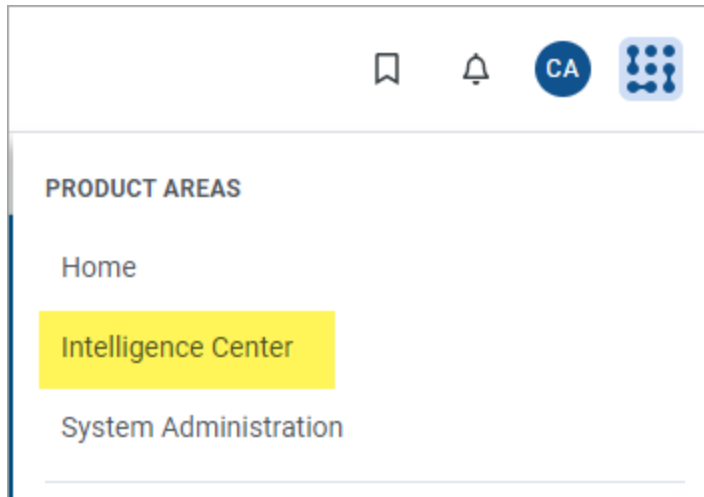 CA
PRODUCT AREAS
Home
Intelligence Center
System Administration